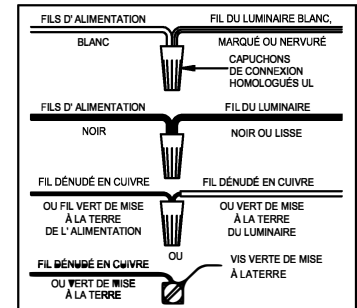 FILS D' ALIMENTATION
FIL DU LUMINAIRE BLANC,
BLANC
MARQUÉ OU NERVURÉ
CAPUCHONS
DE CONNEXION
HOMOLOGUÉS UL
FILS D' ALIMENTATION
FIL DU LUMINAIRE
NOIR
NOIR OU LISSE
FIL DÉNUDÉ EN CUIVRE
FIL DÉNUDÉ EN CUIVRE
OU FIL VERT DE MISE
À LA TERRE
DE L' ALIMENTATION
OU VERT DE MISE
À LA TERRE
DU LUMINAIRE
OU
FIL DÉNUDÉ EN CUIVRE
OU VERT DE MISE
À LA TERRE
VIS VERTE DE MISE
À LATERRE